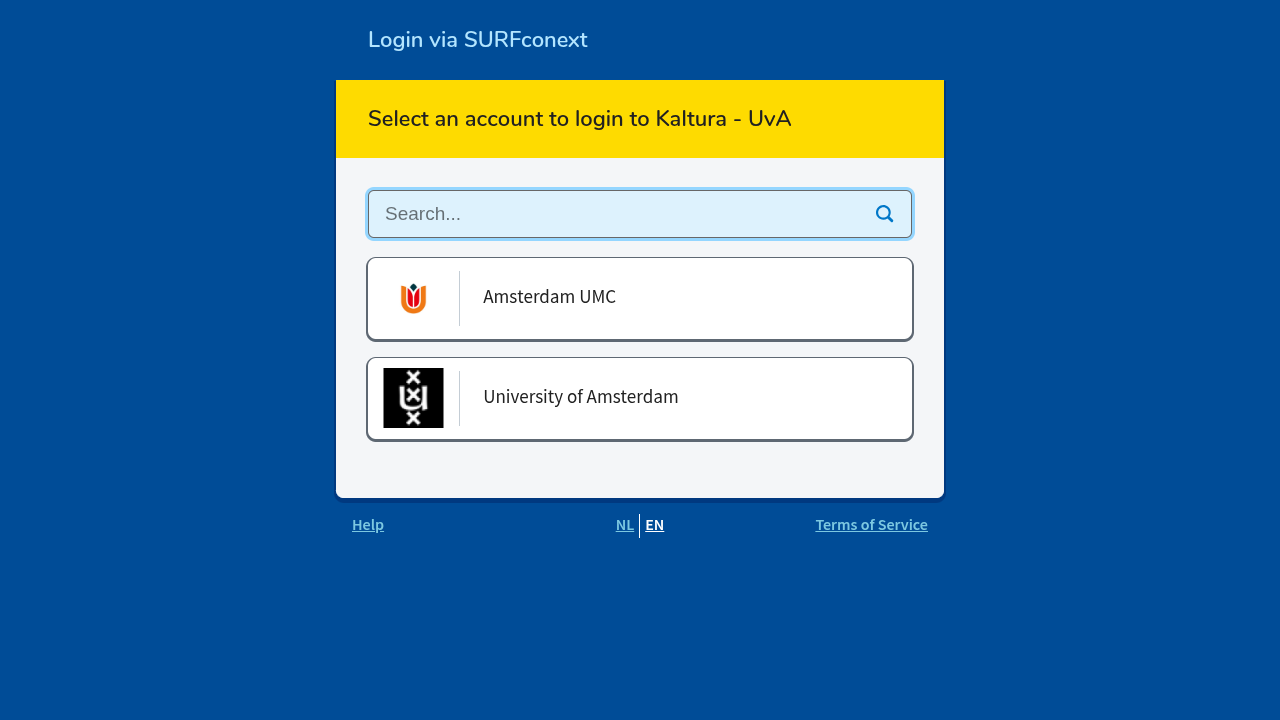 Login via SURFconext
Select an account to login to Kaltura - UvA
Search...
Amsterdam UMC
University of Amsterdam
Help
NL
EN
Terms of Service